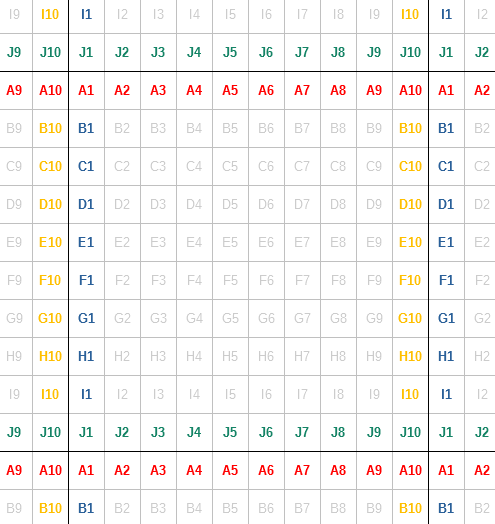 I9 I10 I1 I2 I3 I4 I5 I6 I7 I8 I9 I10 I1 I2
J9 J10 J1 J2 J3 J4 J5 J6 J7 J8 J9 J10 J1 J2
A9 A10 A1 A2 A3 A4 A5 A6 A7 A8 A9 A10 A1 A2
B9 B10 B1 B2 B3 B4 B5 B6 B7 B8 B9 B10 B1 B2
C9 C10 C1 C2 C3 C4 C5 C6 C7 C8 C9 C10 C1 C2
D9 D10 D1 D2 D3 D4 D5 D6 D7 D8 D9 D10 D1 D2
E9 E10 E1 E2 E3 E4 E5 E6 E7 E8 E9 E10 E1 E2
F9 F10 F1 F2 F3 F4 F5 F6 F7 F8 F9 F10 F1 F2
G9 G10 G1 G2 G3 G4 G5 G6 G7 G8 G9 G10 G1 G2
H9 H10 H1 H2 H3 H4 H5 H6 H7 H8 H9 H10 H1 H2
I9 I10 I1 I2 I3 I4 I5 I6 I7 I8 I9 I10 I1 I2
J9 J10 J1 J2 J3 J4 J5 J6 J7 J8 J9 J10 J1 J2
A9 A10 A1 A2 A3 A4 A5 A6 A7 A8 A9 A10 A1 A2
B9 B10 B1 B2 B3 B4 B5 B6 B7 B8 B9 B10 B1 B2